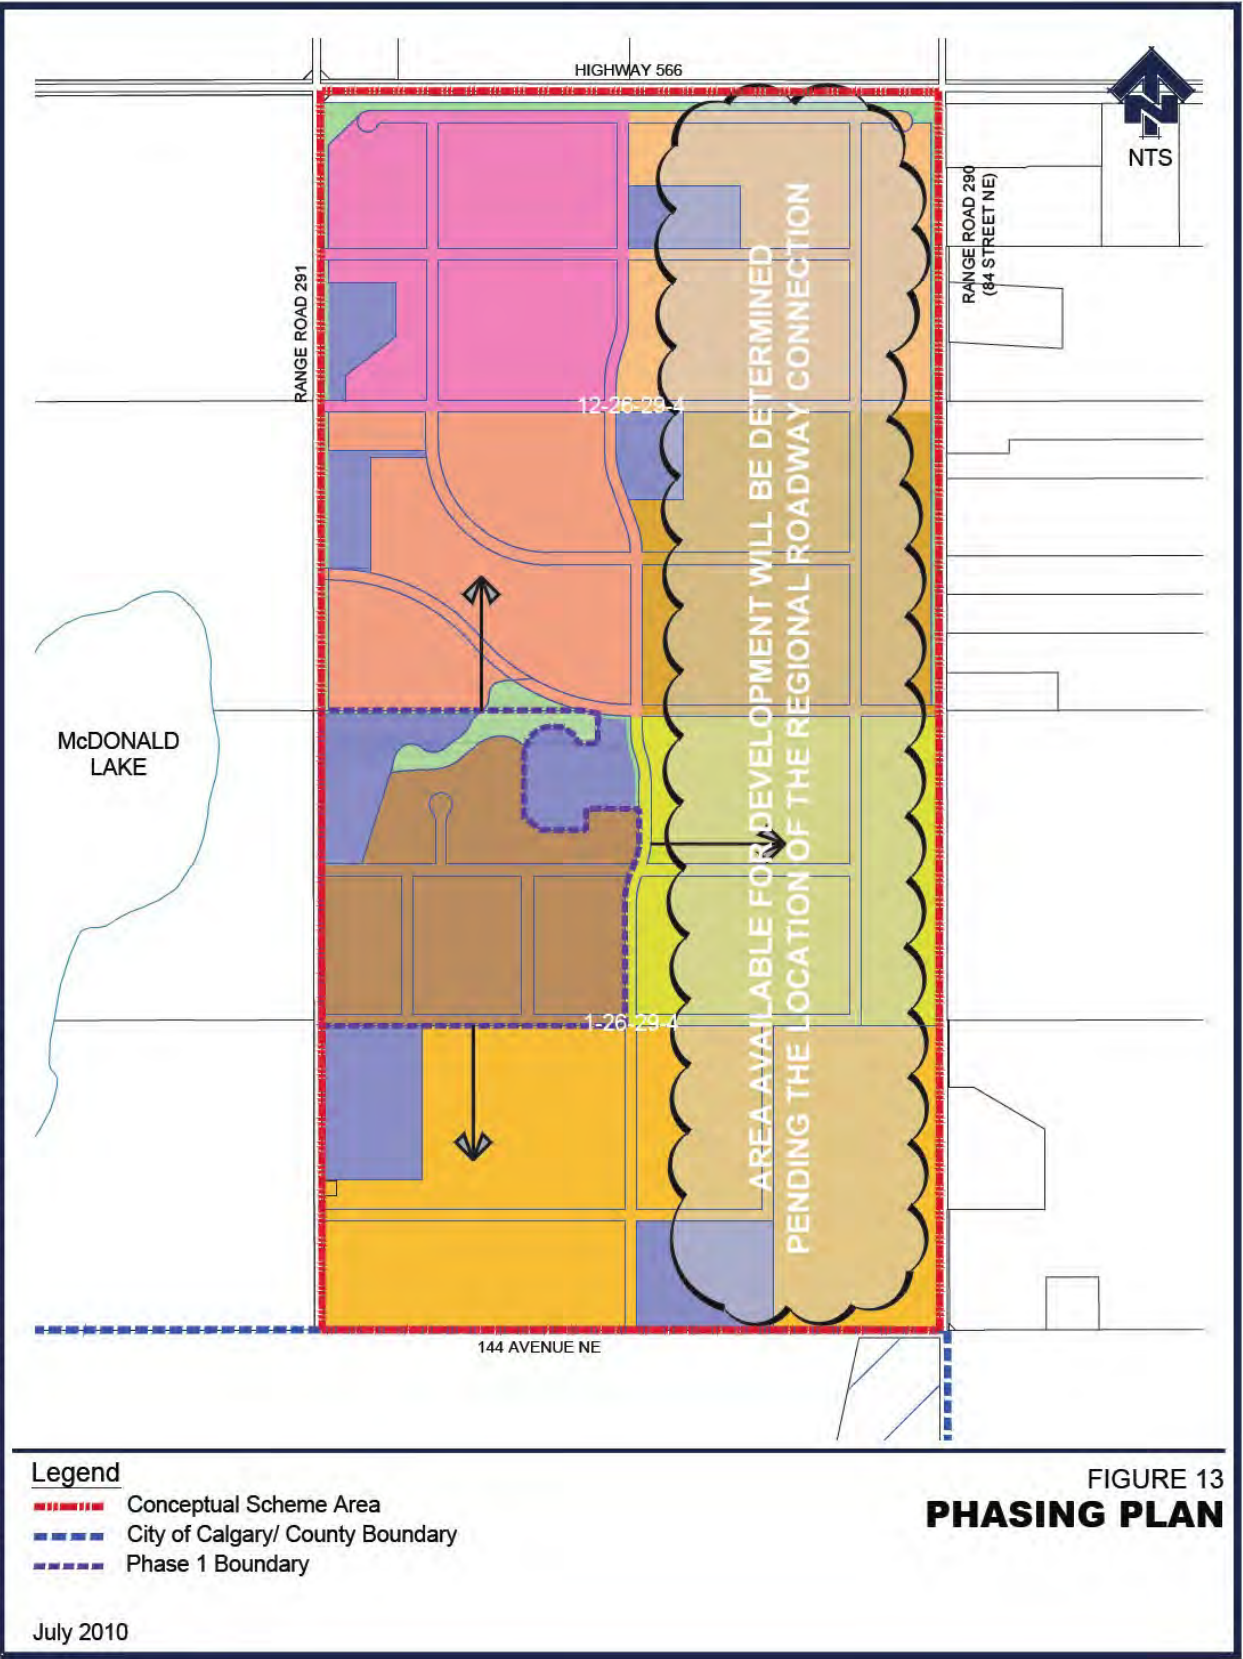 HIGHWAY 566
NTS
RANGE ROAD 290
(84 STREET NE)
RANGE ROAD 291
12-26-29-4
AREA AVAILABLE FOR DEVELOPMENT WILL BE DETERMINED
PENDING THE LOCATION OF THE REGIONAL ROADWAY CONNECTION
McDONALD
LAKE
1-26-29-4
144 AVENUE NE
Legend
Conceptual Scheme Area
City of Calgary/ County Boundary
Phase 1 Boundary
FIGURE 13
PHASING PLAN
July 2010